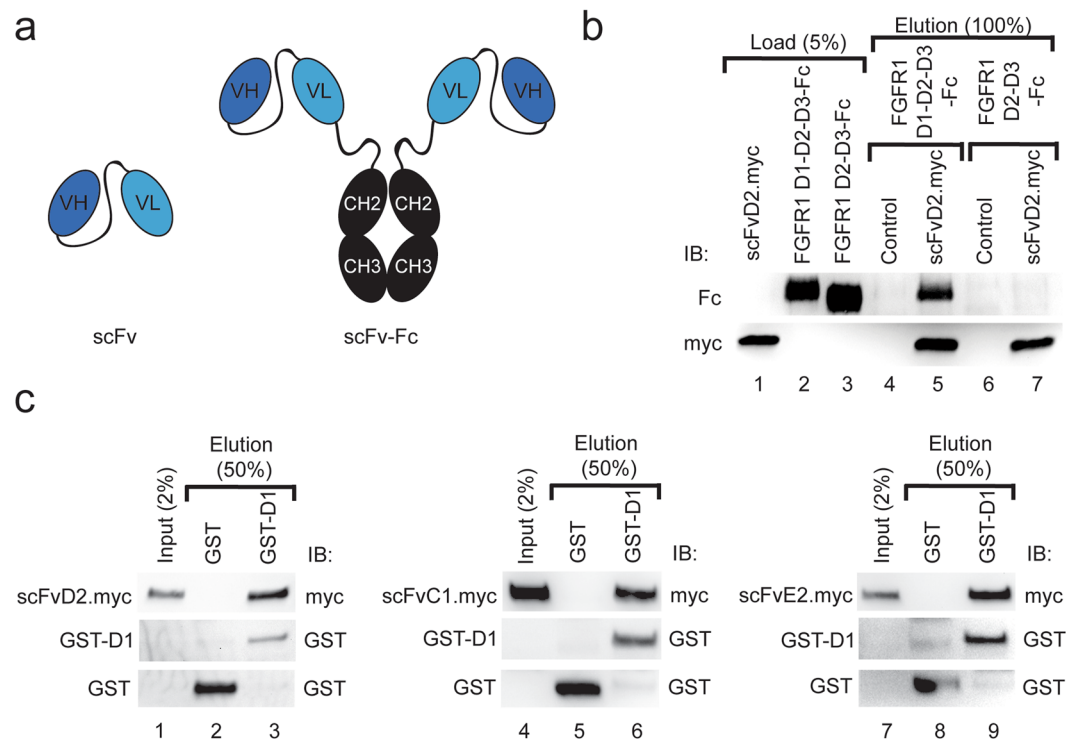 a
VH VL VL VH
VH VL
CH2 CH2
CH3 CH3
scFv
scFv-Fc
b
Load (5%)
Elution (100%)
scFvD2.myc
FGFR1 D1-D2-D3-Fc
FGFR1 D2-D3-Fc
FGFR1
D1-D2-D3
-Fc
FGFR1
D2-D3
-Fc
Control
scFvD2.myc
Control
scFvD2.myc
IB:
Fc
myc
1 2 3 4 5 6 7
c
Elution
(50%)
Input (2%)
GST
GST-D1
IB:
scFvD2.myc myc
GST-D1 GST
GST GST
1 2 3
Elution
(50%)
Input (2%)
GST
GST-D1
IB:
scFvC1.myc myc
GST-D1 GST
GST GST
4 5 6
Elution
(50%)
Input (2%)
GST
GST-D1
IB:
scFvE2.myc myc
GST-D1 GST
GST GST
7 8 9